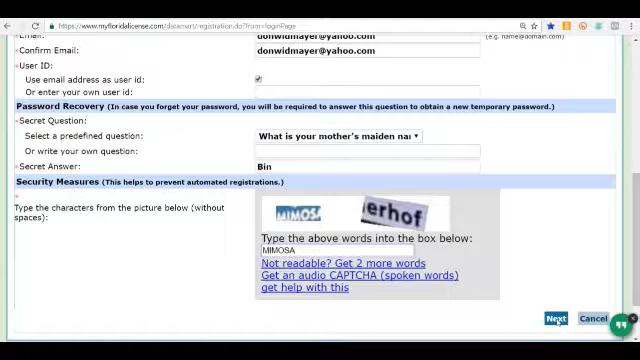 https://www.myfloridalicense.com/datamart/registration.do?from=loginPage
*Email: donwidmayer@yahoo.com (e.g. name@domain.com)
*Confirm Email: donwidmayer@yahoo.com
*User ID:
Use email address as user id:
Or enter your own user id:
Password Recovery (In case you forget your password, you will be required to answer this question to obtain a new temporary password.)
*Secret Question:
Select a predefined question: What is your mother's maiden nar
Or write your own question:
*Secret Answer: Bin
Security Measures (This helps to prevent automated registrations.)
*
Type the characters from the picture below (without spaces):
MIMOSA erhof
Type the above words into the box below:
MIMOSA
Not readable? Get 2 more words
Get an audio CAPTCHA (spoken words)
get help with this
Next Cancel